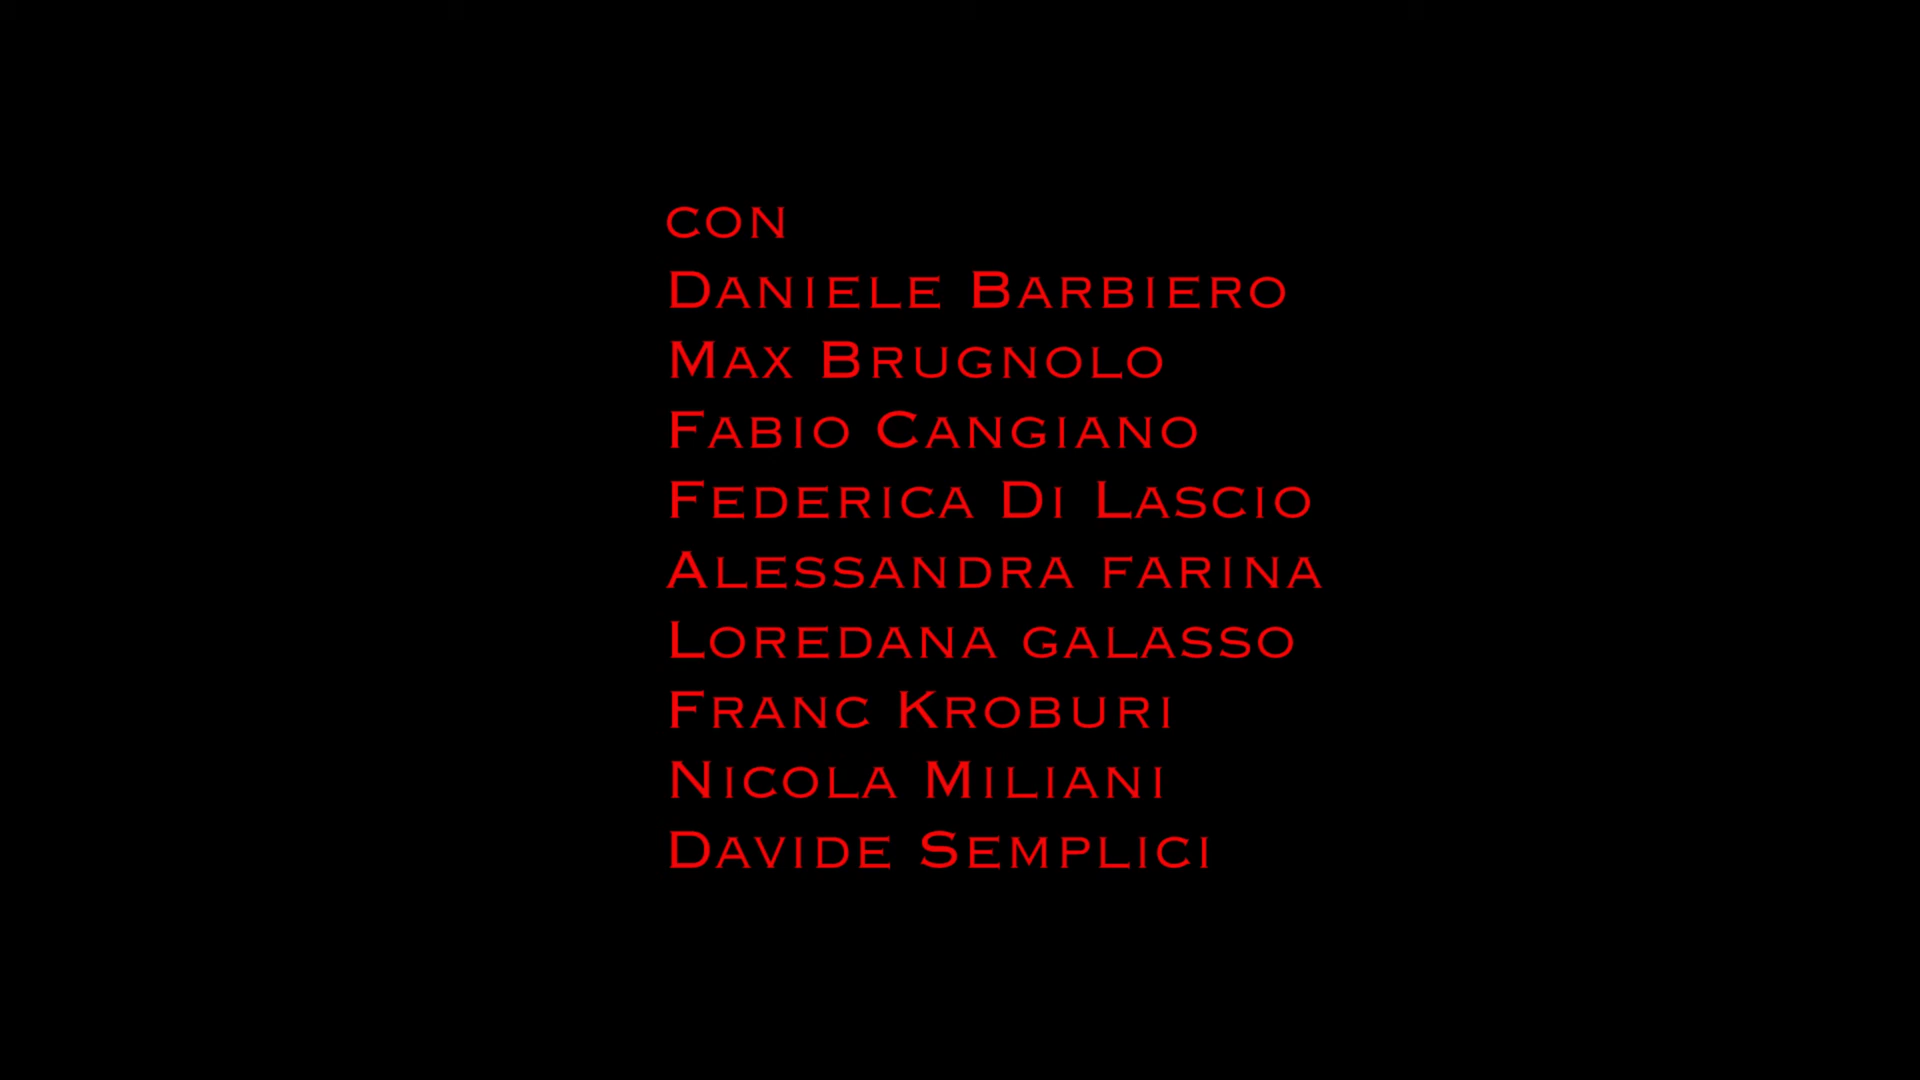 con
Daniele Barbiero
Max Brugnolo
Fabio Cangiano
Federica Di Lascio
Alessandra farina
Loredana galasso
Franc Kroburi
Nicola Miliani
Davide Semplici